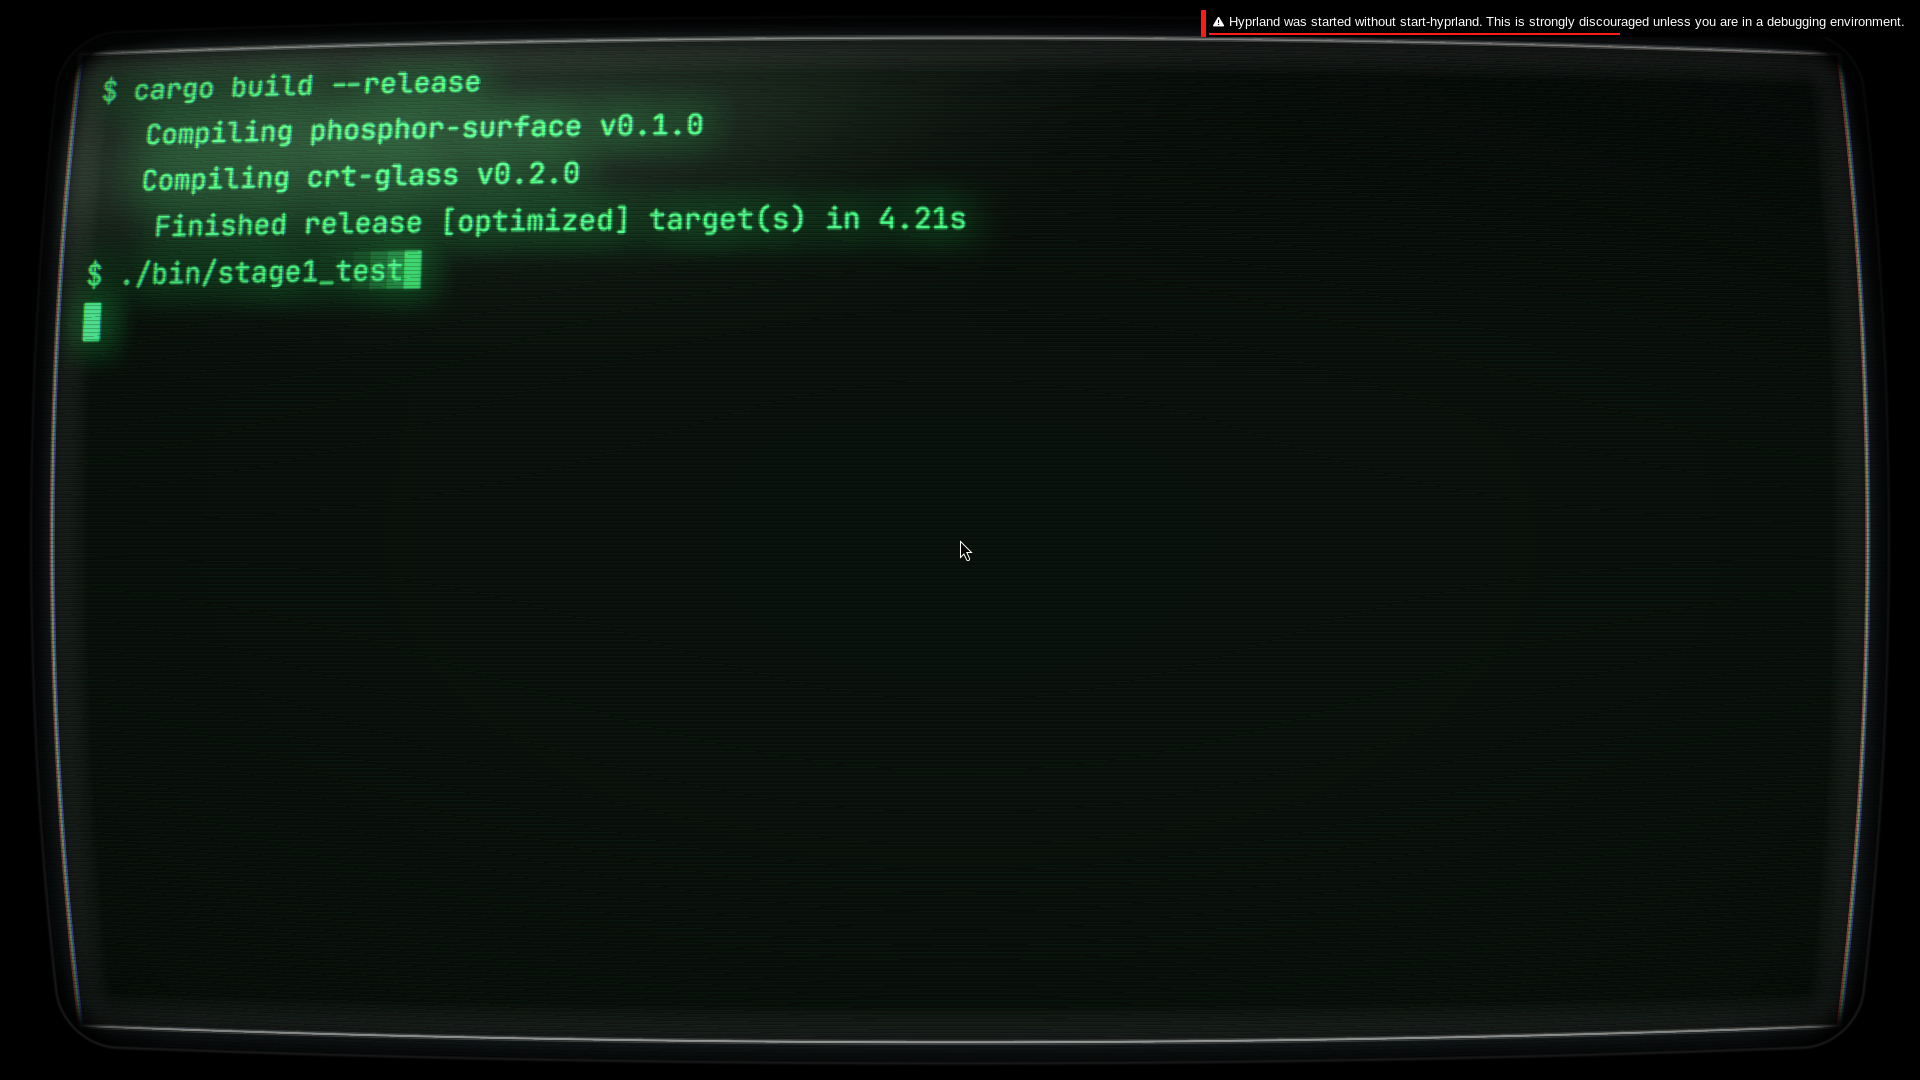 Hyprland was started without start-hyprland. This is strongly discouraged unless you are in a debugging environment.
$ cargo build --release
Compiling phosphor-surface v0.1.0
Compiling crt-glass v0.2.0
Finished release [optimized] target(s) in 4.21s
$ ./bin/stage1_test